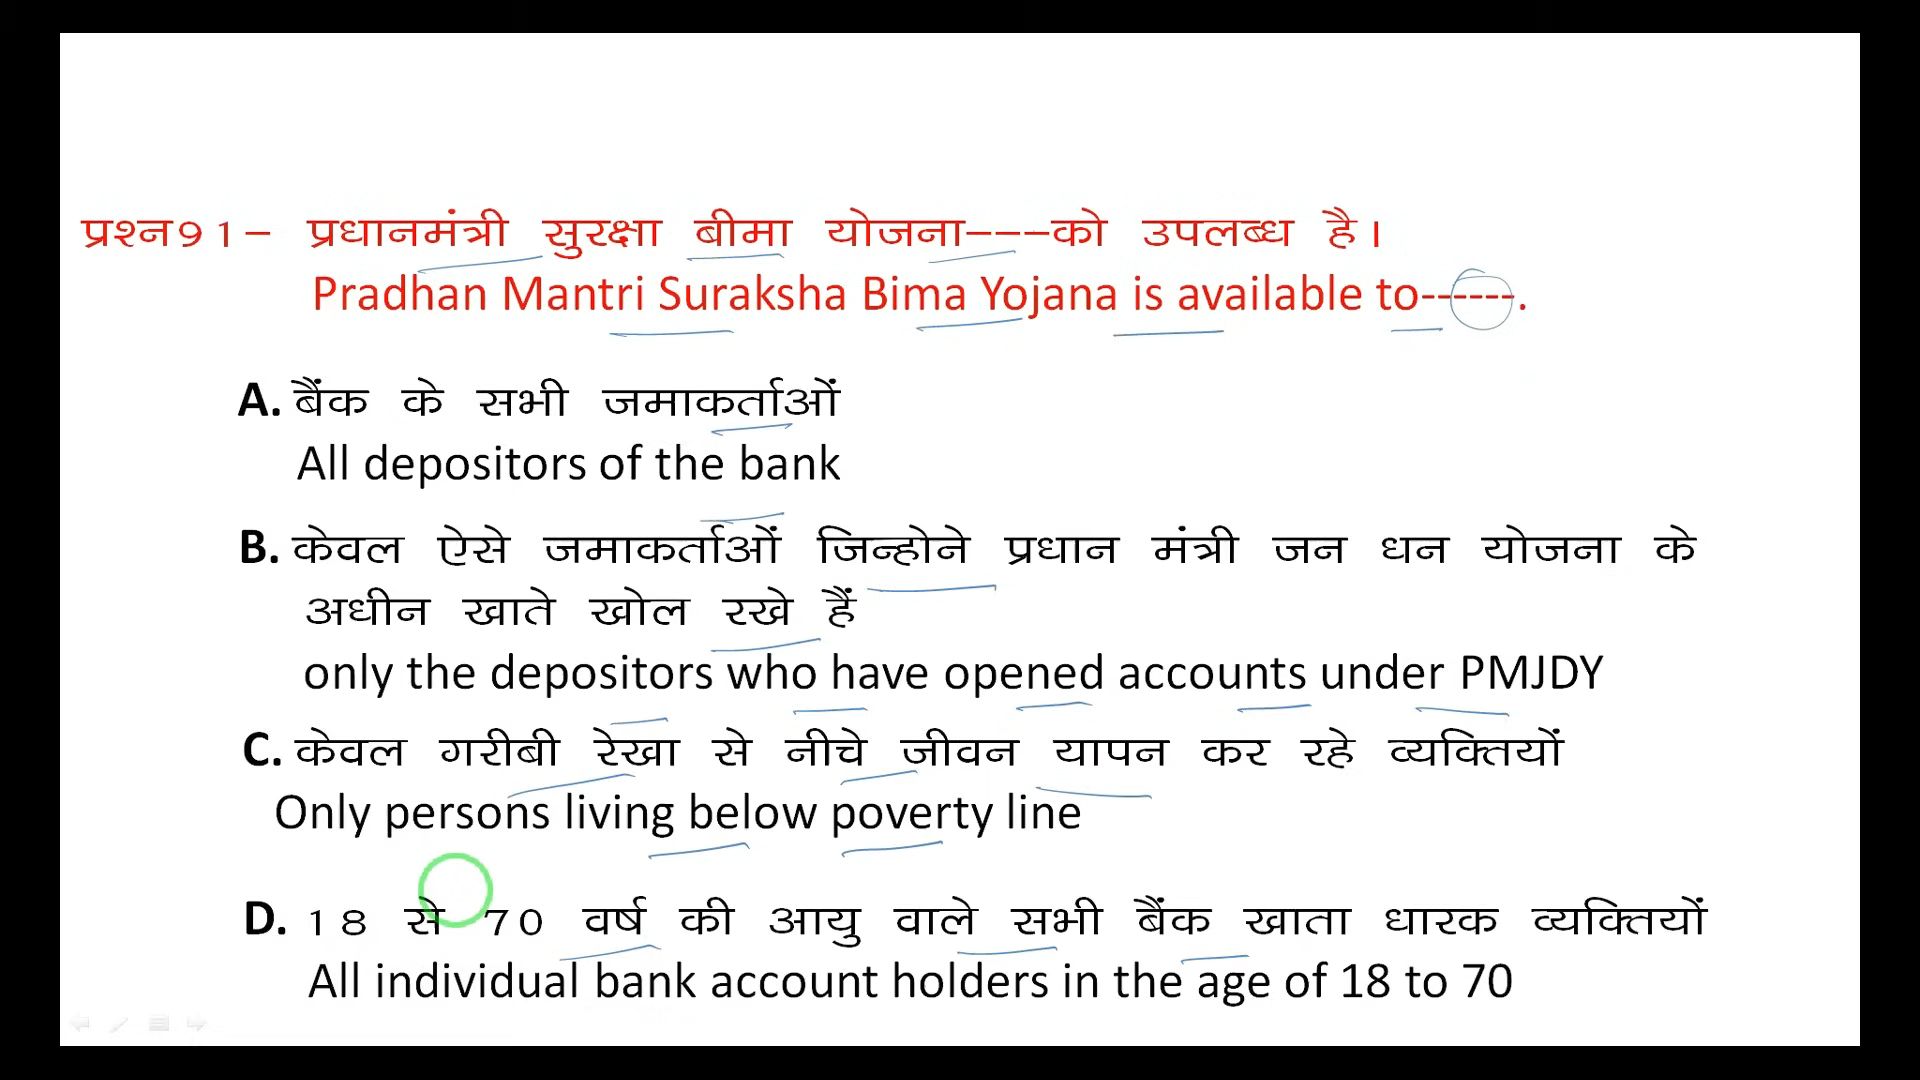 प्रश्न91- प्रधानमंत्री सुरक्षा बीमा योजना---को उपलब्ध है।
Pradhan Mantri Suraksha Bima Yojana is available to------.
A. बैंक के सभी जमाकर्ताओं
All depositors of the bank
B. केवल ऐसे जमाकर्ताओं जिन्होने प्रधान मंत्री जन धन योजना के
अधीन खाते खोल रखे हैं
only the depositors who have opened accounts under PMJDY
C. केवल गरीबी रेखा से नीचे जीवन यापन कर रहे व्यक्तियों
Only persons living below poverty line
D. 18 से 70 वर्ष की आयु वाले सभी बैंक खाता धारक व्यक्तियों
All individual bank account holders in the age of 18 to 70